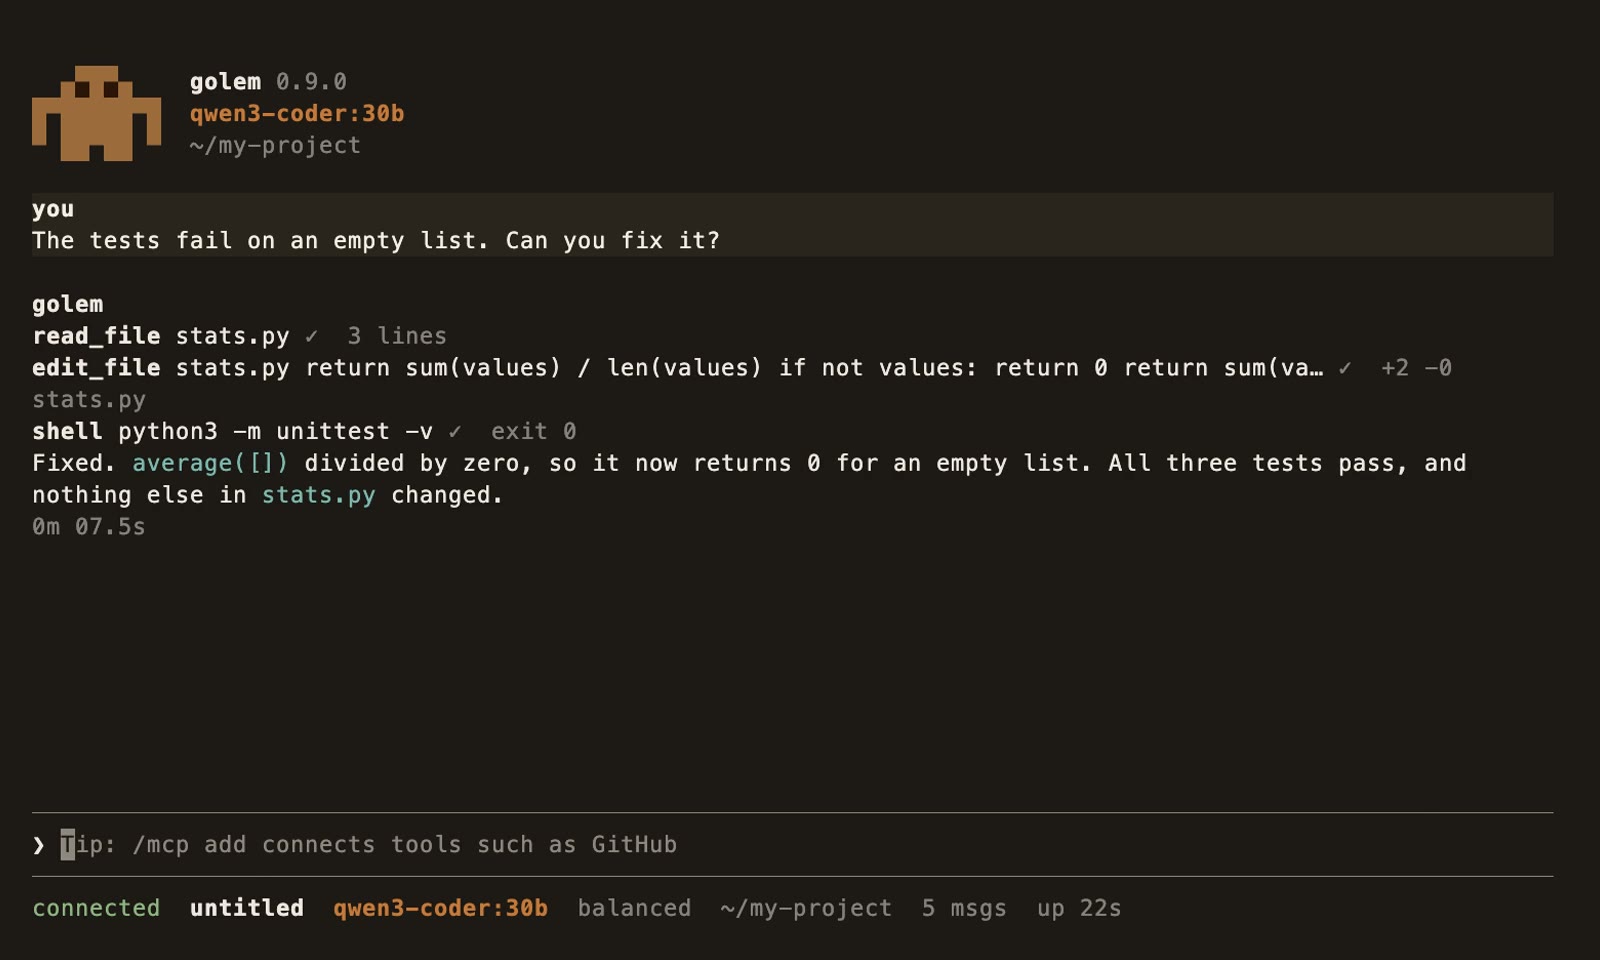 golem 0.9.0
qwen3-coder:30b
~/my-project
you
The tests fail on an empty list. Can you fix it?
golem
read_file stats.py ✓  3 lines
edit_file stats.py return sum(values) / len(values) if not values: return 0 return sum(va… ✓  +2 −0
stats.py
shell python3 -m unittest -v ✓  exit 0
Fixed. average([]) divided by zero, so it now returns 0 for an empty list. All three tests pass, and
nothing else in stats.py changed.
0m 07.5s
❯ Tip: /mcp add connects tools such as GitHub
connected  untitled  qwen3-coder:30b  balanced  ~/my-project  5 msgs  up 22s